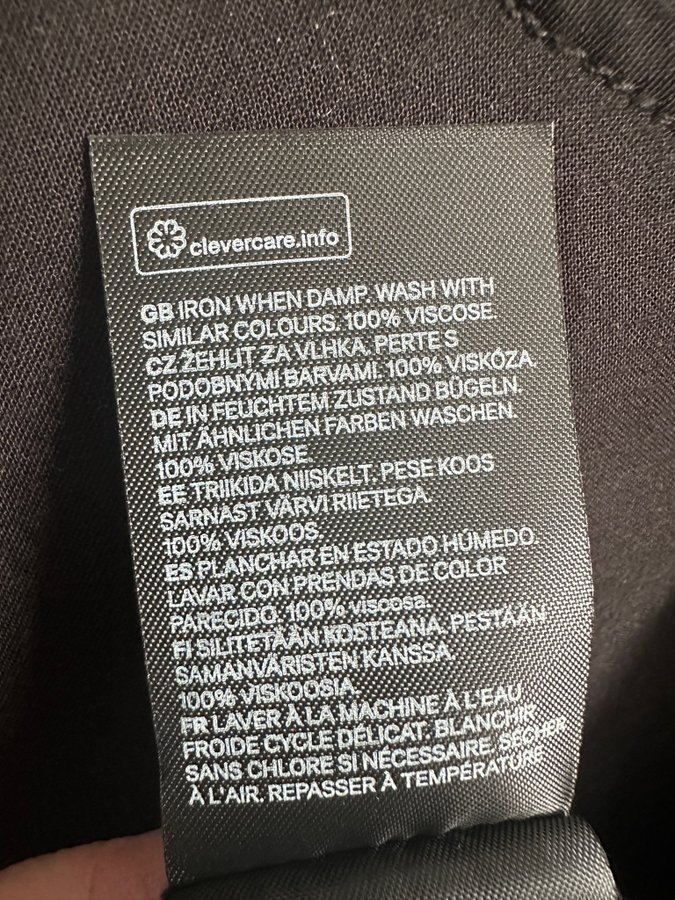 clevercare.info
GB IRON WHEN DAMP. WASH WITH
SIMILAR COLOURS. 100% VISCOSE.
CZ ŽEHLIT ZA VLHKA. PERTE S
PODOBNÝMI BARVAMI. 100% VISKÓZA.
DE IN FEUCHTEM ZUSTAND BÜGELN.
MIT ÄHNLICHEN FARBEN WASCHEN.
100% VISKOSE.
EE TRIIKIDA NIISKELT. PESE KOOS
SARNAST VÄRVI RIIETEGA.
100% VISKOOS.
ES PLANCHAR EN ESTADO HÚMEDO.
LAVAR CON PRENDAS DE COLOR
PARECIDO. 100% viscosa.
FI SILITETÄÄN KOSTEANA. PESTÄÄN
SAMANVÄRISTEN KANSSA.
100% VISKOOSIA.
FR LAVER À LA MACHINE À L'EAU
FROIDE CYCLE DÉLICAT. BLANCHIR
SANS CHLORE SI NÉCESSAIRE. SÉCHER
À L'AIR. REPASSER À TEMPÉRATURE